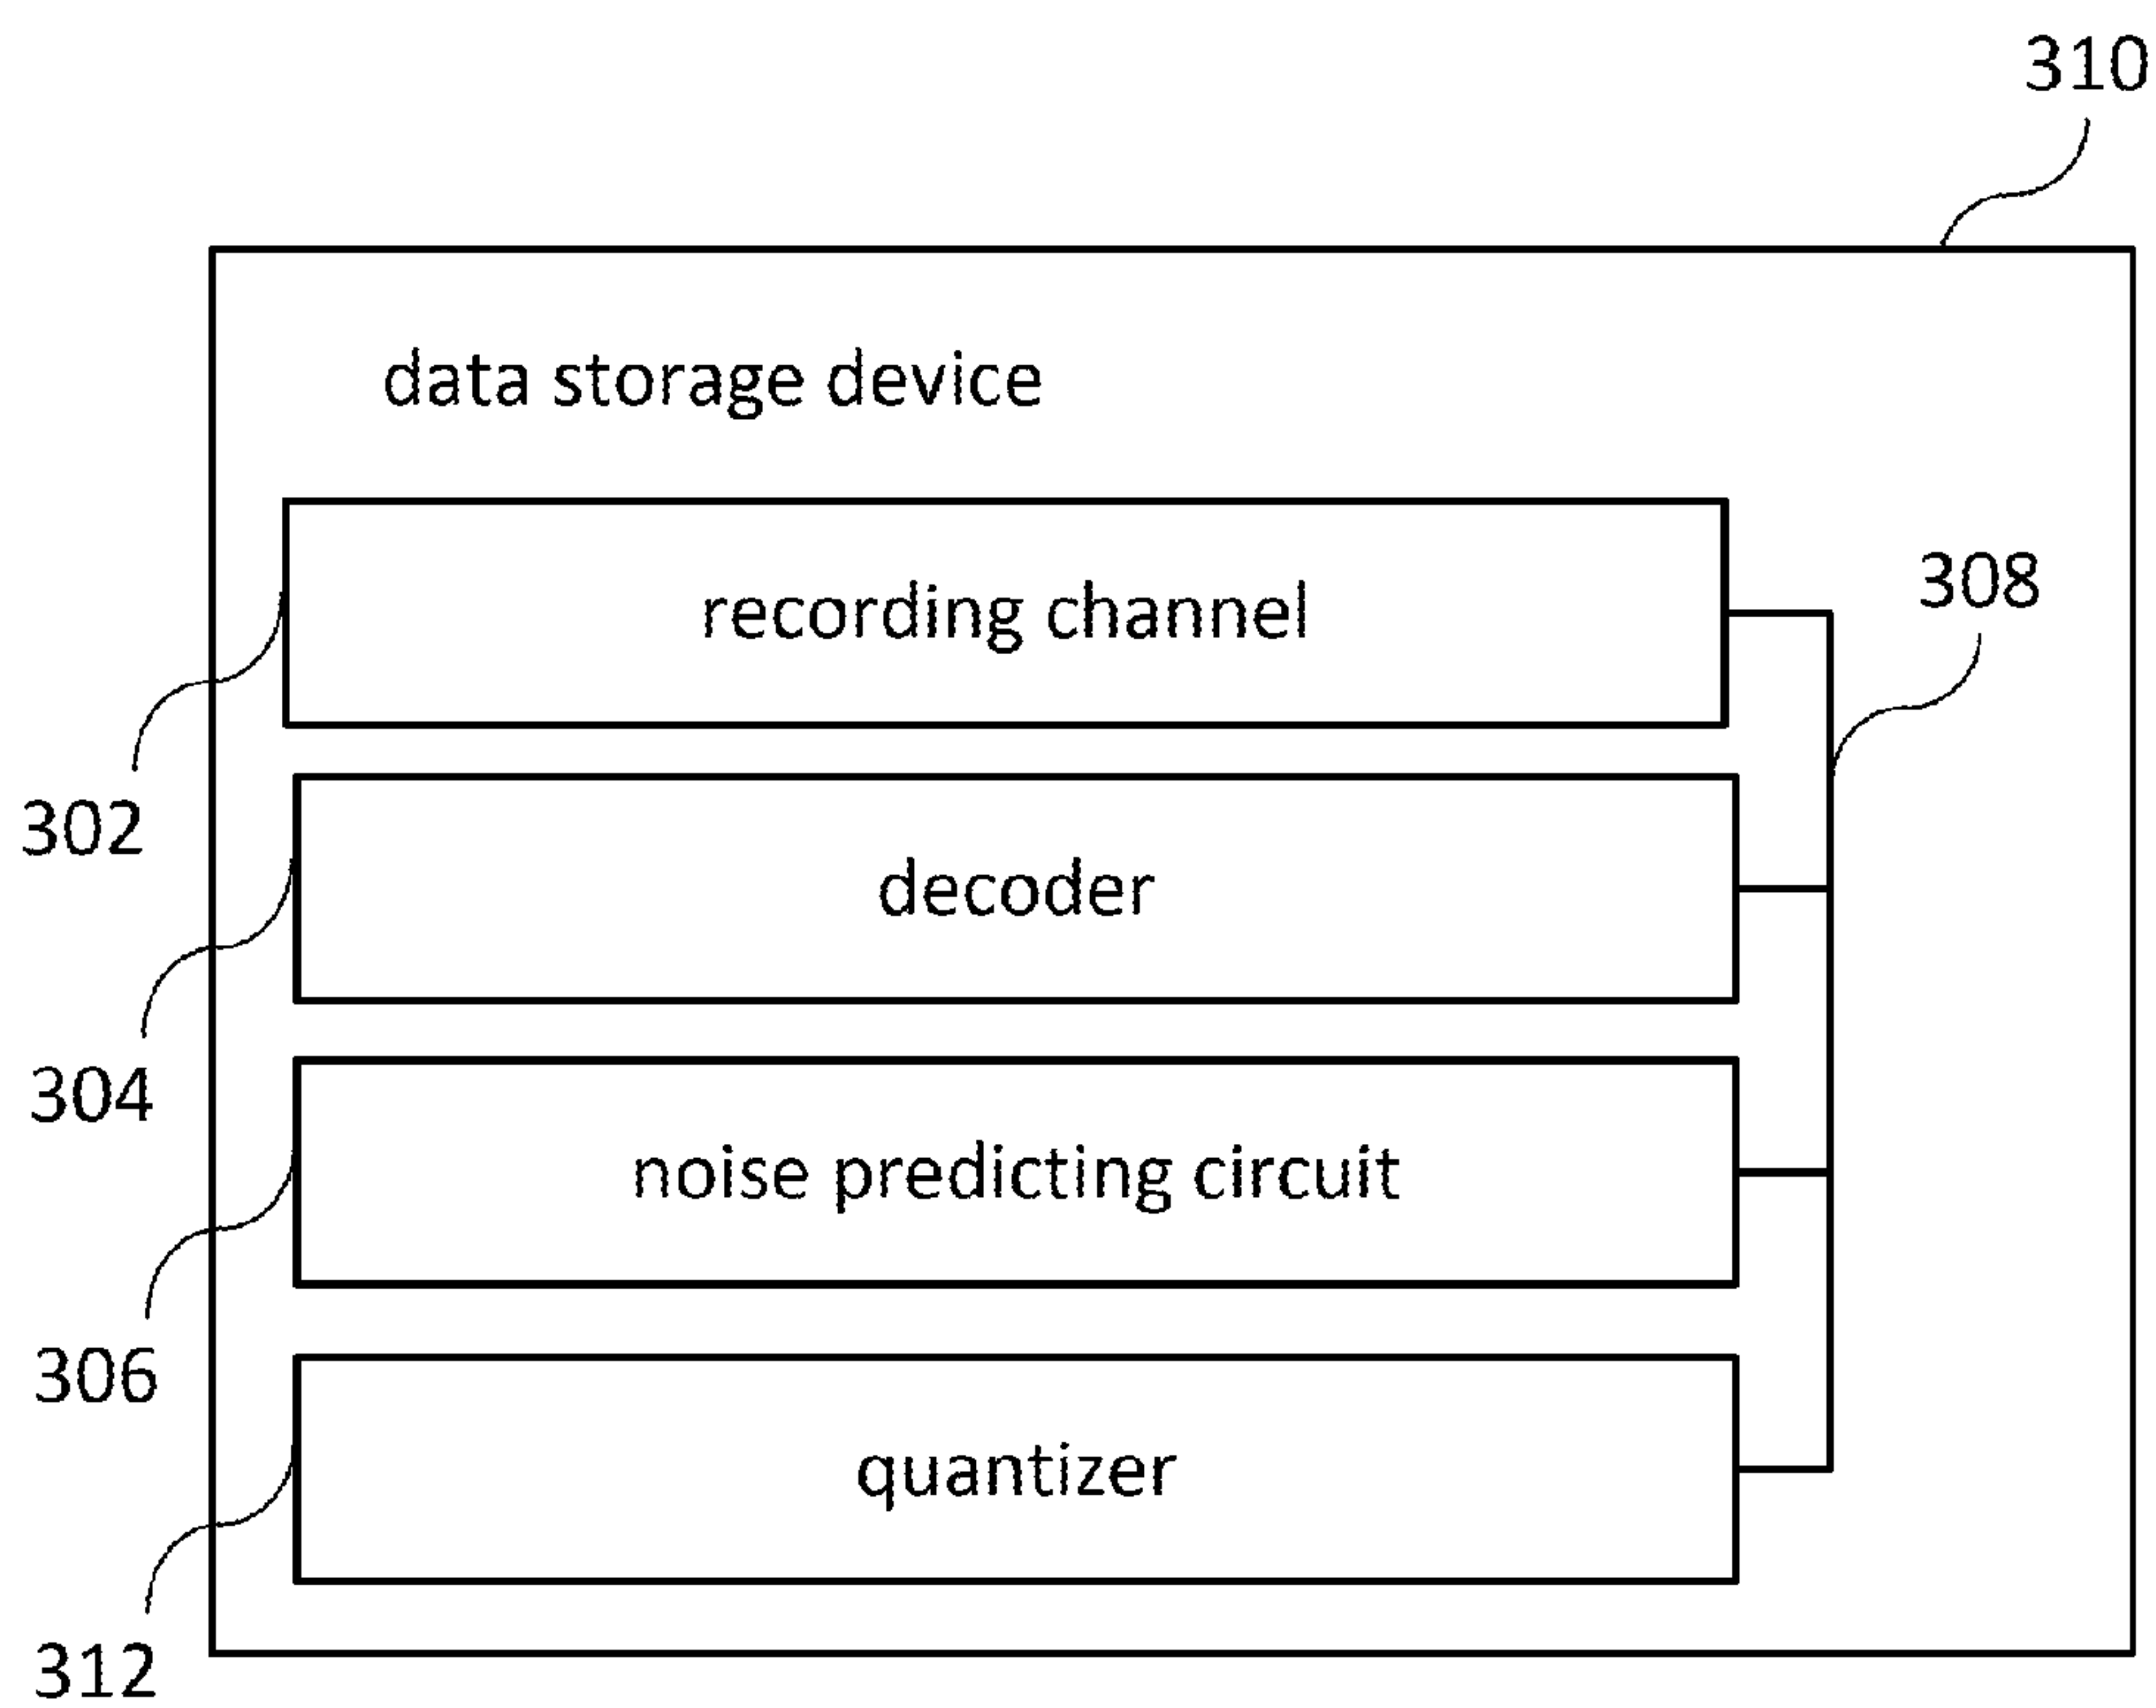 310
data storage device
recording channel
308
302
decoder
304
noise predicting circuit
306
quantizer
312